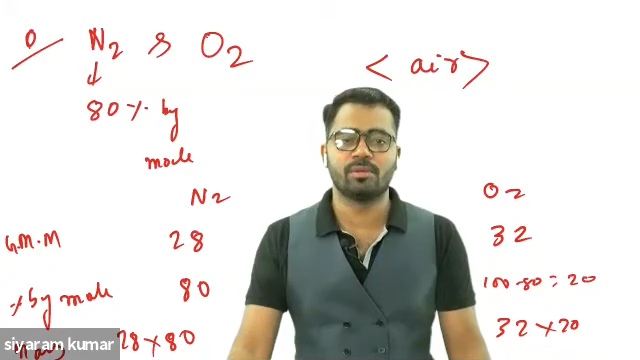 Q N₂ & O₂ < air >
↓
80 % by
mole
N₂ O₂
G.M.M 28 32
% by mole 80 100-80=20
siyaram kumar
28×80 32×20